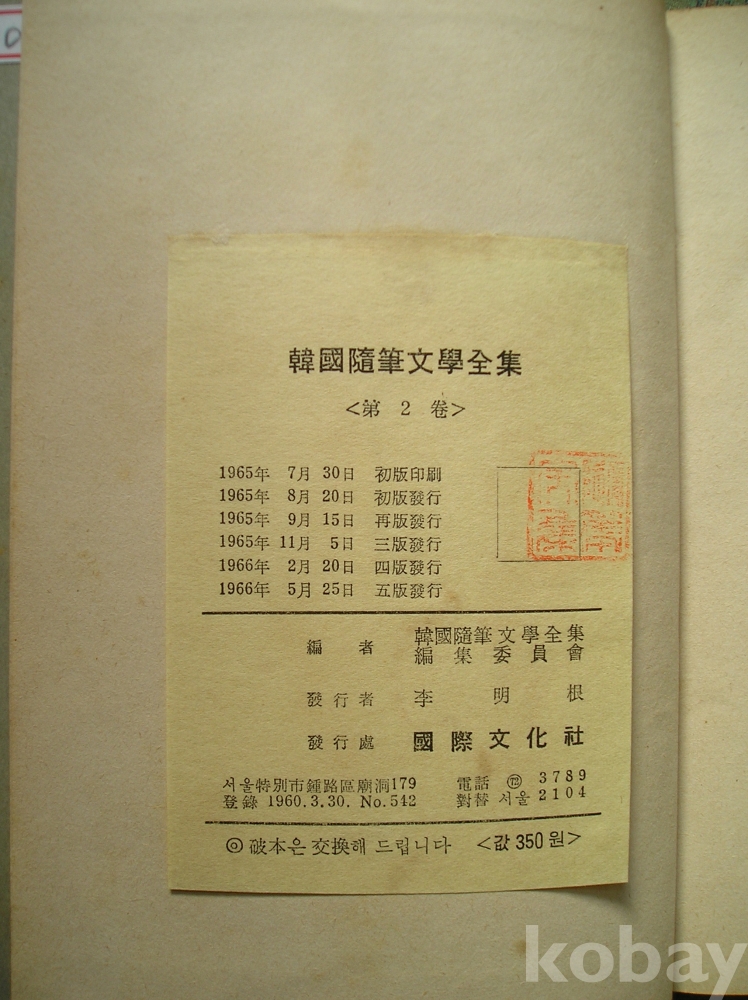 韓國隨筆文學全集
<第 2 卷>
1965年 7月 30日 初版印刷
1965年 8月 20日 初版發行
1965年 9月 15日 再版發行
1965年 11月 5日 三版發行
1966年 2月 20日 四版發行
1966年 5月 25日 五版發行
編者 韓國隨筆文學全集
編集委員會
發行者 李明根
發行處 國際文化社
서울特別市鍾路區廟洞179 電話 ㉒ 3789
登錄 1960.3.30. No.542 對替 서울 2104
◎ 破本은 交換해 드립니다 <값 350원>
kobay